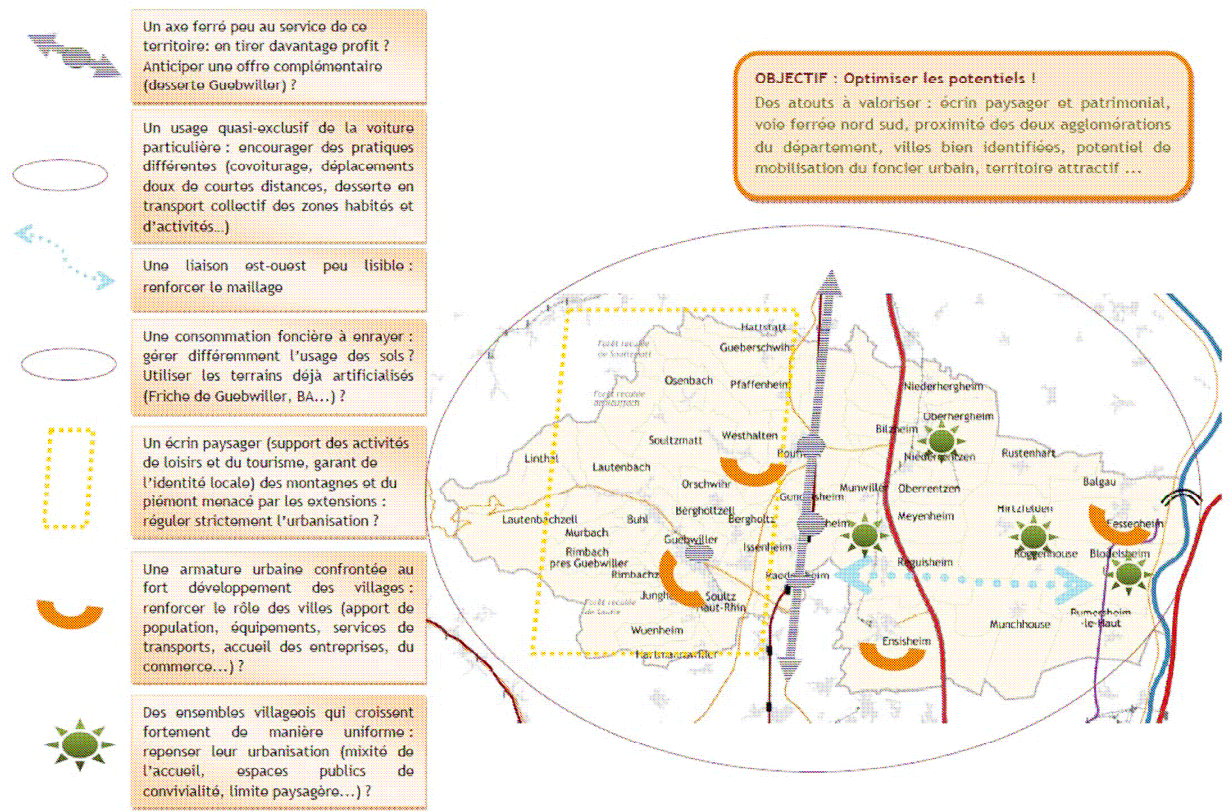 Un axe ferré peu au service de ce
territoire: en tirer davantage profit ?
Anticiper une offre complémentaire
(desserte Guebwiller) ?
Un usage quasi-exclusif de la voiture
particulière : encourager des pratiques
différentes (covoiturage, déplacements
doux de courtes distances, desserte en
transport collectif des zones habités et
d'activités…)
Une liaison est-ouest peu lisible :
renforcer le maillage
Une consommation foncière à enrayer :
gérer différemment l'usage des sols ?
Utiliser les terrains déjà artificialisés
(Friche de Guebwiller, BA...) ?
Un écrin paysager (support des activités
de loisirs et du tourisme, garant de
l'identité locale) des montagnes et du
piémont menacé par les extensions :
réguler strictement l'urbanisation ?
Une armature urbaine confrontée au
fort développement des villages :
renforcer le rôle des villes (apport de
population, équipements, services de
transports, accueil des entreprises, du
commerce...) ?
Des ensembles villageois qui croissent
fortement de manière uniforme :
repenser leur urbanisation (mixité de
l'accueil, espaces publics de
convivialité, limite paysagère...) ?
OBJECTIF : Optimiser les potentiels !
Des atouts à valoriser : écrin paysager et patrimonial,
voie ferrée nord sud, proximité des deux agglomérations
du département, villes bien identifiées, potentiel de
mobilisation du foncier urbain, territoire attractif ...
Hattstatt
Gueberschwihr
Forêt reculée
de Soultzmatt
Osenbach
Pfaffenheim
Niederhergheim
Oberhergheim
Soultzmatt
Westhalten
Bilzheim
Niederentzen
Rustenhart
Linthal
Lautenbach
Orschwihr
Munwiller
Oberentzen
Balgau
Lautenbachzell
Buhl
Bergholtzell
Bergholtz
Meyenheim
Hirtzfelden
Fessenheim
Murbach
Guebwiller
Issenheim
Rimbach
pres Guebwiller
Reguisheim
Roggenhouse
Blodelsheim
Soultz
Haut-Rhin
Munchhouse
Rumersheim
-le-Haut
Wuenheim
Ensisheim
Hartmannswiller